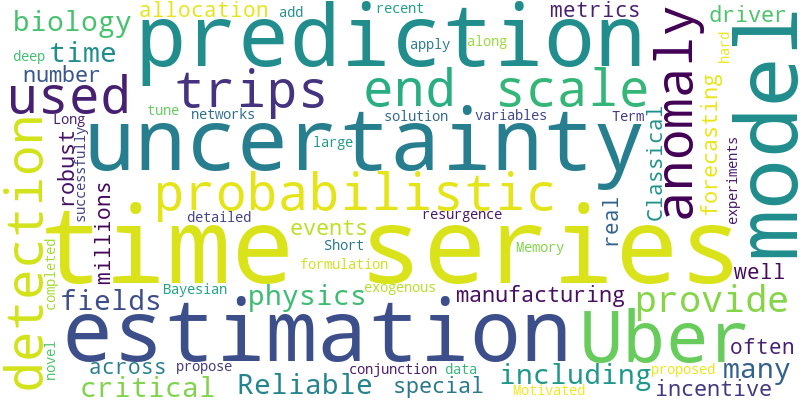 allocation
add
recent
metrics
driver
biology
prediction
apply
along
hard
time
number
used
trips
end
scale
anomaly
model
deep
tune
networks
solution
variables
Term
Long
uncertainty
large
Classical
forecasting
experiments
robust
successfully
detection
probabilistic
millions
detailed
resurgence
events
real
Short
Memory
time series
formulation
completed
well
fields
Bayesian
physics
exogenous
manufacturing
provide
estimation
Uber
often
novel
across
propose
conjunction
data
proposed
many
critical
Reliable
special
including
Motivated
incentive